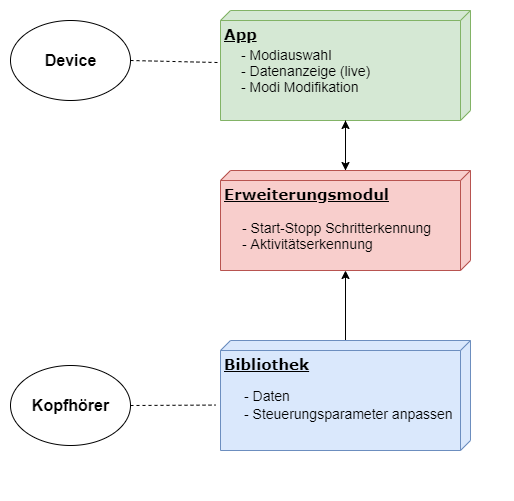 Device
App
- Modiauswahl
- Datenanzeige (live)
- Modi Modifikation
Erweiterungsmodul
- Start-Stopp Schritterkennung
- Aktivitätserkennung
Bibliothek
Kopfhörer
- Daten
- Steuerungsparameter anpassen